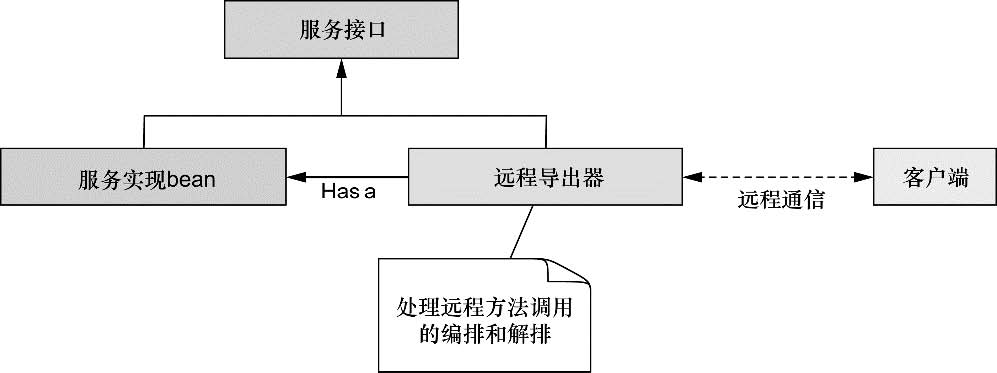 服务接口
服务实现bean
Has a
远程导出器
远程通信
客户端
处理远程方法调用
的编排和解排